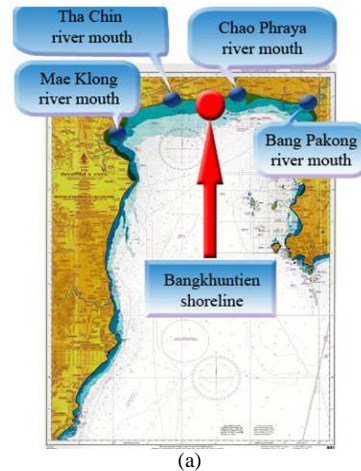 Tha Chin
river mouth
Chao Phraya
river mouth
Mae Klong
river mouth
Bang Pakong
river mouth
Bangkhuntien
shoreline
(a)